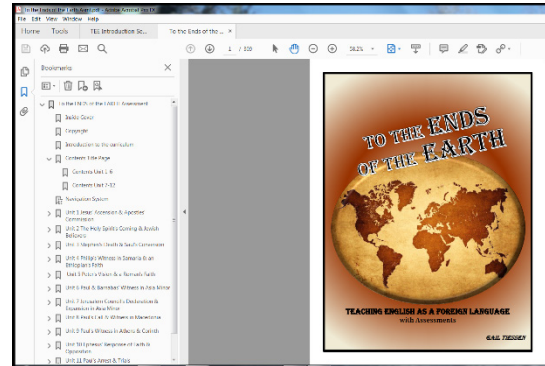 To the Ends of the Earth Asmt.pdf - Adobe Acrobat Pro DC
File Edit View Window Help
Home Tools TEE Introduction Sc... To the Ends of the ... ×
1 / 359 59.2%
Bookmarks ×
To the ENDS of the EARTH Assessment
Inside Cover
Copyright
Introduction to the curriculum
Contents Title Page
Contents Unit 1-6
Contents Unit 7-12
Navigation System
Unit 1 Jesus' Ascension & Apostles'
Commission
Unit 2 The Holy Spirit's Coming & Jewish
Believers
Unit 3 Stephen's Death & Saul's Conversion
Unit 4 Philip's Witness in Samaria & an
Ethiopian's Faith
Unit 5 Peter's Vision & a Roman's Faith
Unit 6 Paul & Barnabas' Witness in Asia Minor
Unit 7 Jerusalem Council's Declaration &
Expansion in Asia Minor
Unit 8 Paul's Call & Witness in Macedonia
Unit 9 Paul's Witness in Athens & Corinth
Unit 10 Ephesus' Response of Faith &
Opposition
Unit 11 Paul's Arrest & Trials
TO THE ENDS
OF THE EARTH
TEACHING ENGLISH AS A FOREIGN LANGUAGE
with Assessments
GAIL TIESSEN